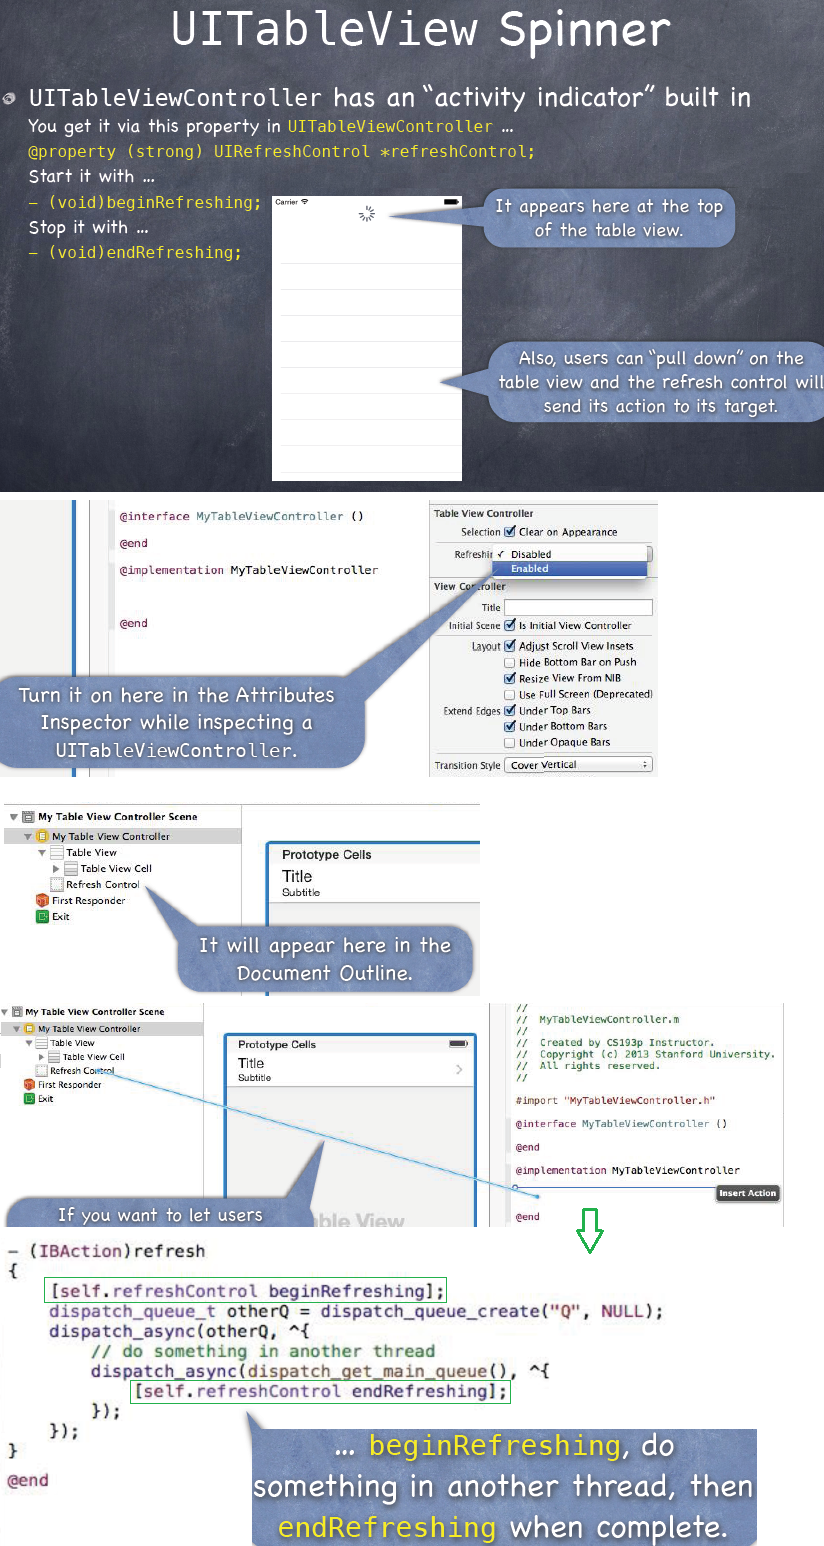 UITableView Spinner
UITableViewController has an “activity indicator” built in
You get it via this property in UITableViewController ...
@property (strong) UIRefreshControl *refreshControl;
Start it with ...
– (void)beginRefreshing;
Stop it with ...
– (void)endRefreshing;
Carrier
It appears here at the top
of the table view.
Also, users can “pull down” on the
table view and the refresh control will
send its action to its target.
@interface MyTableViewController ()
@end
@implementation MyTableViewController
@end
Table View Controller
Selection Clear on Appearance
Refreshin ✓ Disabled
Enabled
View Controller
Title
Initial Scene Is Initial View Controller
Layout Adjust Scroll View Insets
Hide Bottom Bar on Push
Resize View From NIB
Use Full Screen (Deprecated)
Extend Edges Under Top Bars
Under Bottom Bars
Under Opaque Bars
Transition Style Cover Vertical
Turn it on here in the Attributes
Inspector while inspecting a
UITableViewController.
My Table View Controller Scene
My Table View Controller
Table View
Table View Cell
Refresh Control
First Responder
Exit
Prototype Cells
Title
Subtitle
It will appear here in the
Document Outline.
My Table View Controller Scene
My Table View Controller
Table View
Table View Cell
Refresh Control
First Responder
Exit
Prototype Cells
Title
Subtitle
Table View
If you want to let users
//
// MyTableViewController.m
//
// Created by CS193p Instructor.
// Copyright (c) 2013 Stanford University.
// All rights reserved.
//
#import "MyTableViewController.h"
@interface MyTableViewController ()
@end
@implementation MyTableViewController
Insert Action
@end
– (IBAction)refresh
{
[self.refreshControl beginRefreshing];
dispatch_queue_t otherQ = dispatch_queue_create("Q", NULL);
dispatch_async(otherQ, ^{
// do something in another thread
dispatch_async(dispatch_get_main_queue(), ^{
[self.refreshControl endRefreshing];
});
});
}
@end
... beginRefreshing, do
something in another thread, then
endRefreshing when complete.